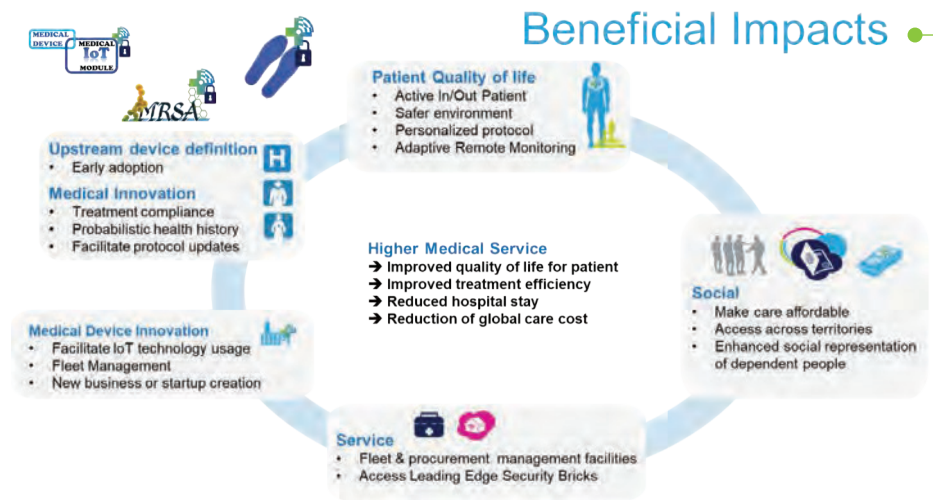 Beneficial Impacts
MEDICAL
DEVICE
MEDICAL
IoT
MODULE
MRSA
Patient Quality of life
• Active In/Out Patient
• Safer environment
• Personalized protocol
• Adaptive Remote Monitoring
Upstream device definition
• Early adoption
H
Medical Innovation
• Treatment compliance
• Probabilistic health history
• Facilitate protocol updates
Higher Medical Service
➔ Improved quality of life for patient
➔ Improved treatment efficiency
➔ Reduced hospital stay
➔ Reduction of global care cost
Social
• Make care affordable
• Access across territories
• Enhanced social representation
of dependent people
Medical Device Innovation
• Facilitate IoT technology usage
• Fleet Management
• New business or startup creation
Service
• Fleet & procurement management facilities
• Access Leading Edge Security Bricks